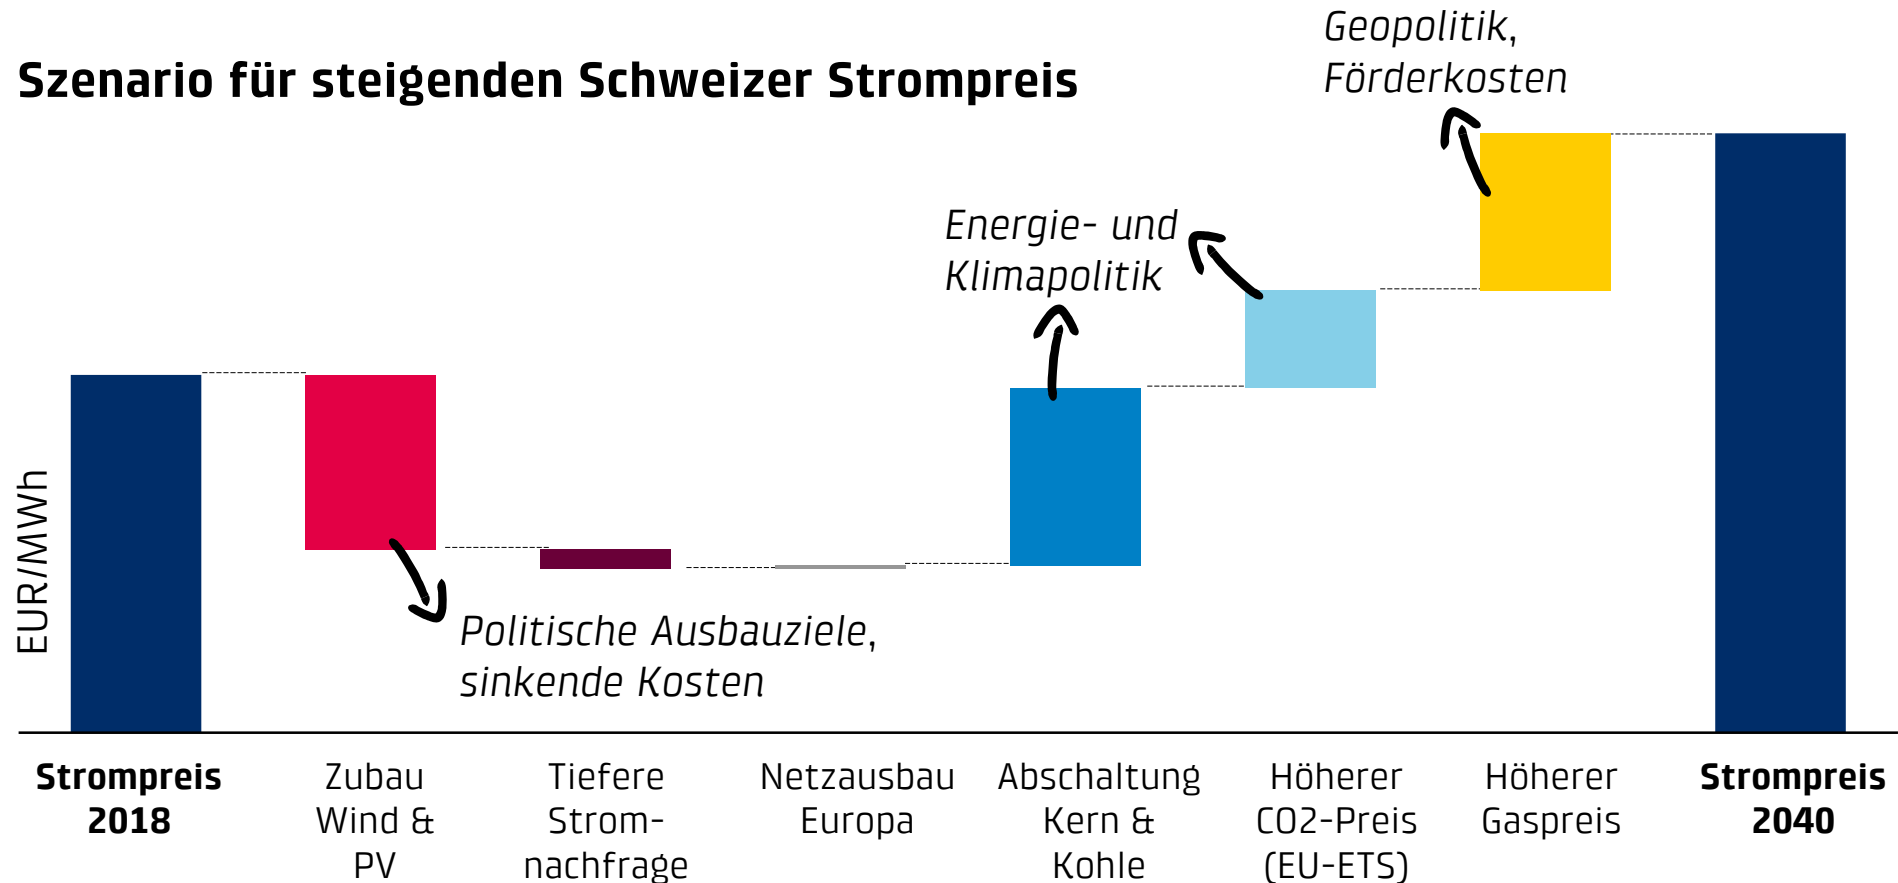 Szenario für steigenden Schweizer Strompreis
Geopolitik,
Förderkosten
Energie- und
Klimapolitik
Politische Ausbauziele,
sinkende Kosten
EUR/MWh
Strompreis
2018
Zubau
Wind &
PV
Tiefere
Strom-
nachfrage
Netzausbau
Europa
Abschaltung
Kern &
Kohle
Höherer
CO2-Preis
(EU-ETS)
Höherer
Gaspreis
Strompreis
2040